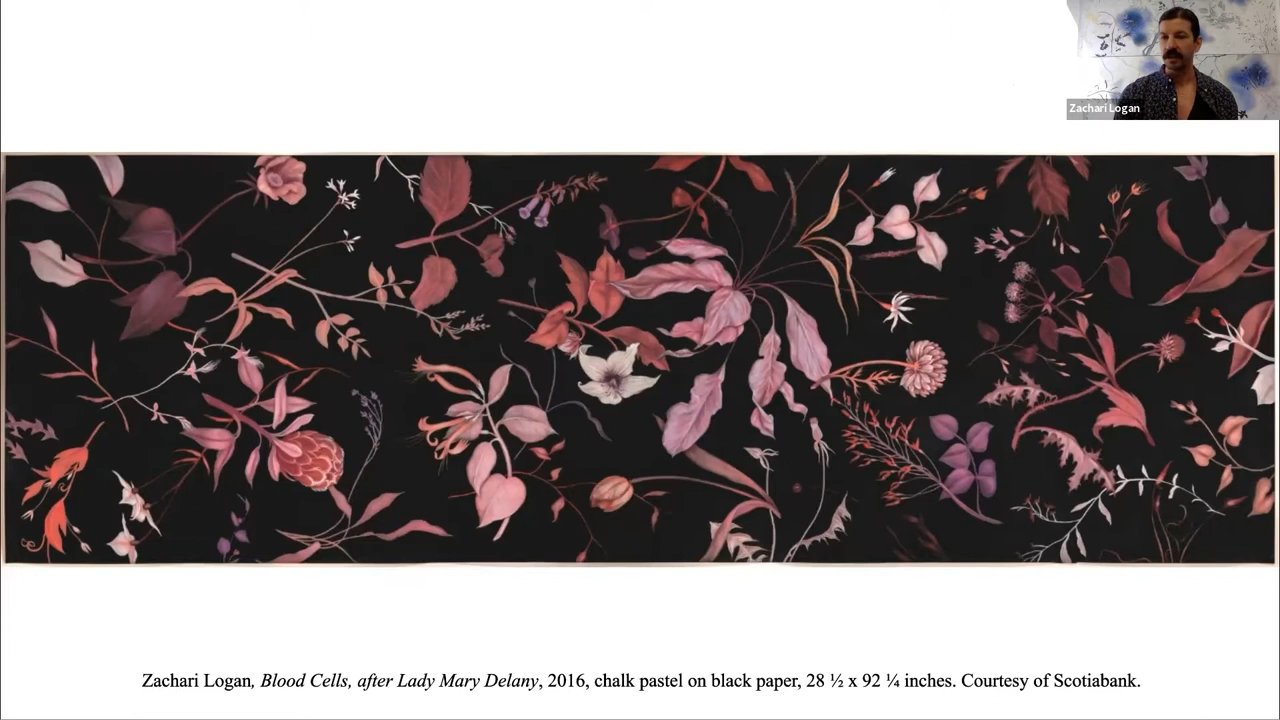 Zachari Logan
Zachari Logan, Blood Cells, after Lady Mary Delany, 2016, chalk pastel on black paper, 28 ½ x 92 ¼ inches. Courtesy of Scotiabank.